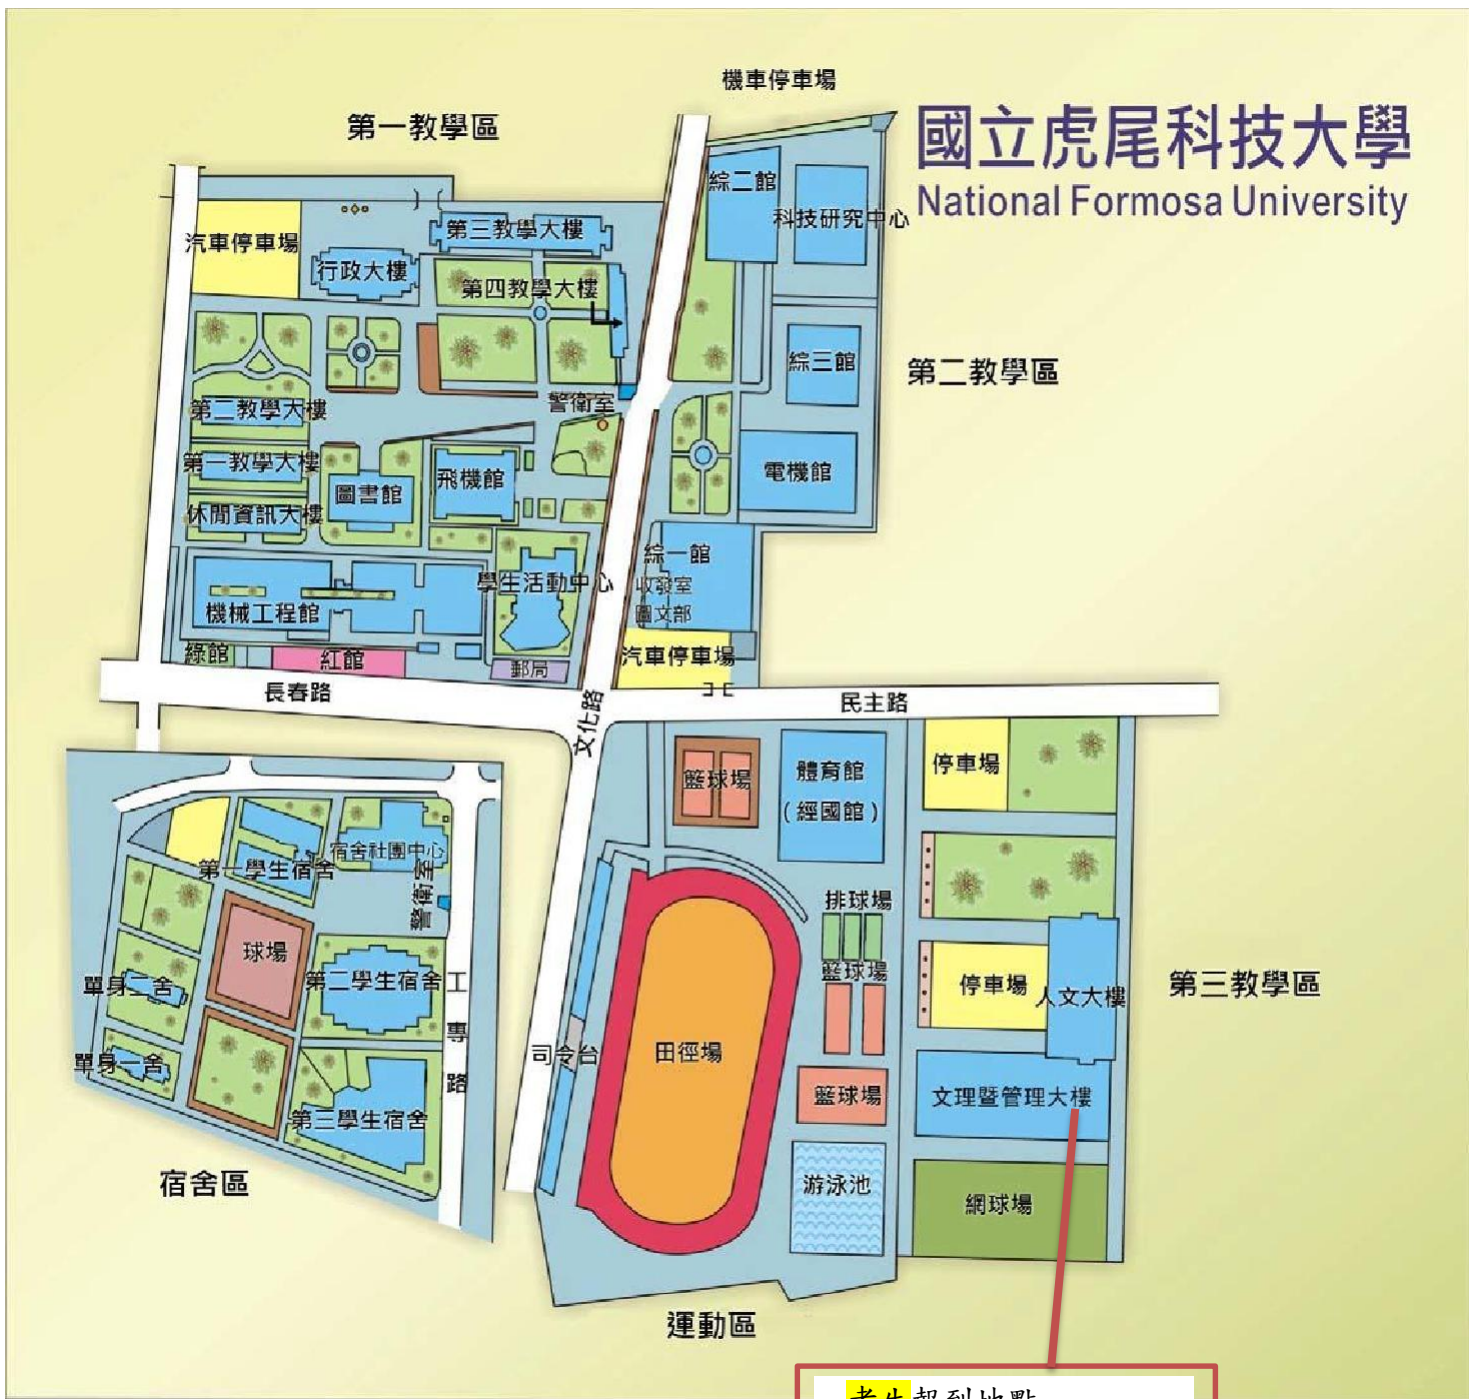 機車停車場
第一教學區
國立虎尾科技大學
National Formosa University
綜二館
科技研究中心
汽車停車場
第三教學大樓
行政大樓
第四教學大樓
綜三館
第二教學區
警衛室
第二教學大樓
第一教學大樓
圖書館
飛機館
電機館
休閒資訊大樓
綜一館
收發室
圖文部
學生活動中心
機械工程館
綠館
紅館
郵局
汽車停車場
長春路
文化路
民主路
籃球場
體育館
(經國館)
停車場
宿舍社團中心
第一學生宿舍
警衛室
排球場
球場
籃球場
第二學生宿舍
工專路
單身二舍
停車場
人文大樓
第三教學區
司令台
田徑場
單身一舍
籃球場
文理暨管理大樓
第三學生宿舍
宿舍區
游泳池
網球場
運動區
考生報到地點